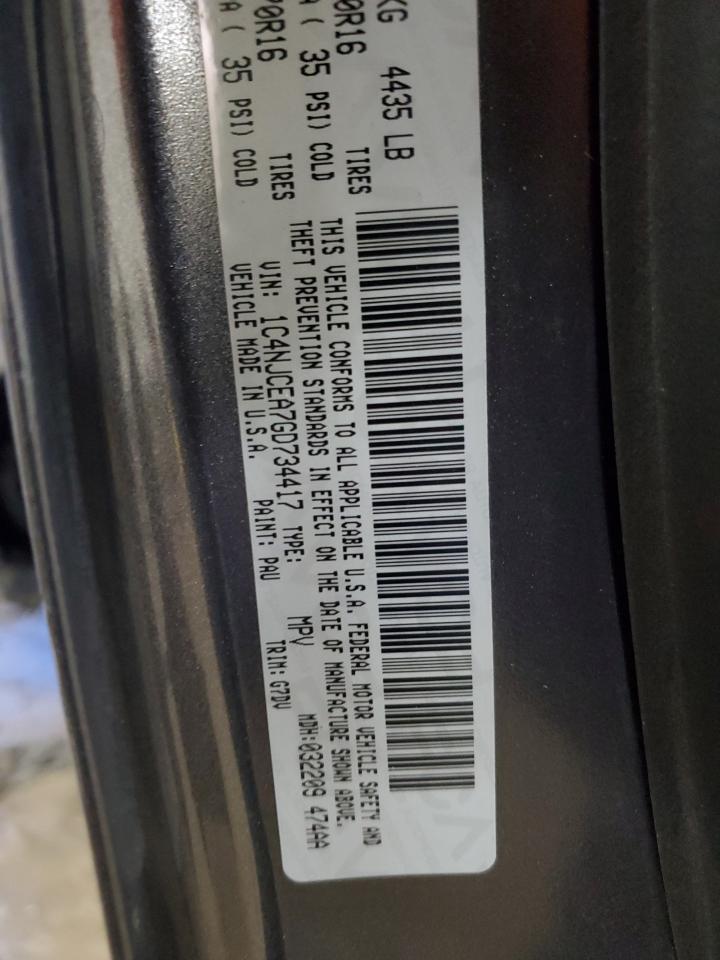 KG 4435 LB
0R16 TIRES
A ( 35 PSI) COLD
0R16 TIRES
A ( 35 PSI) COLD
THIS VEHICLE CONFORMS TO ALL APPLICABLE U.S.A. FEDERAL MOTOR VEHICLE SAFETY AND
THEFT PREVENTION STANDARDS IN EFFECT ON THE DATE OF MANUFACTURE SHOWN ABOVE.
VIN: 1C4NJCEA7GD734417 TYPE: MPV MDH:032209 474AA
VEHICLE MADE IN U.S.A. PAINT: PAU TRIM: G7DV